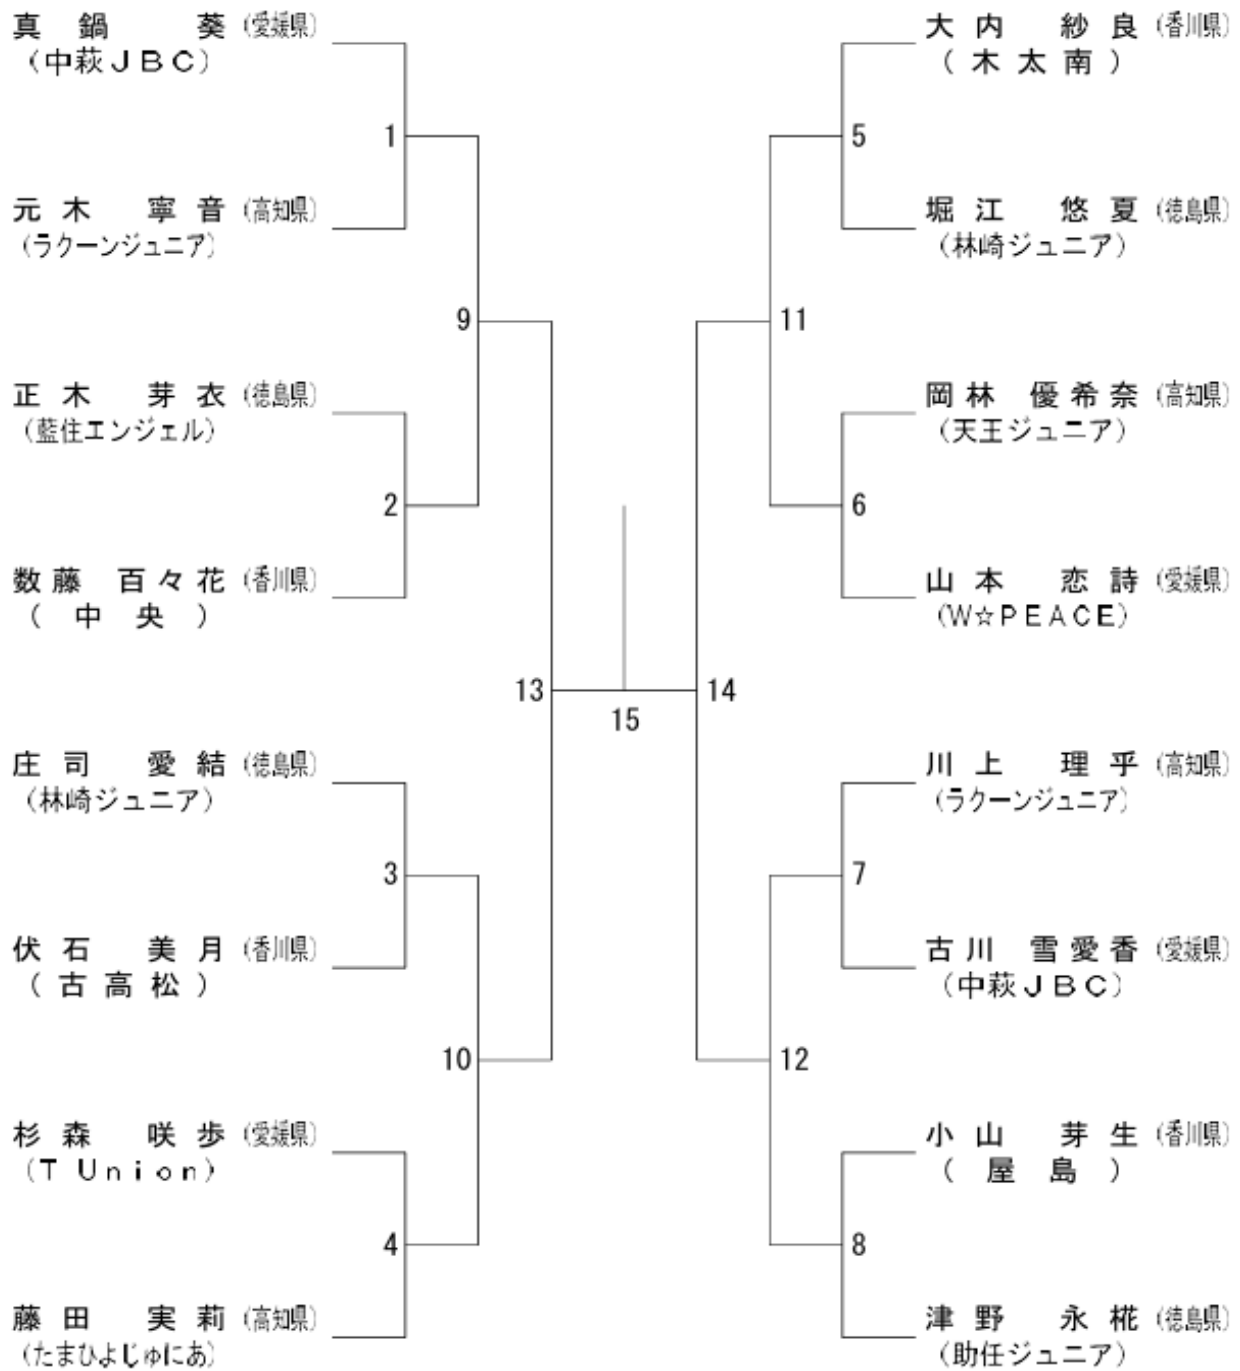 真鍋 葵 (愛媛県)
(中萩JBC)
1
元木 寧音 (高知県)
(ラクーンジュニア)
9
正木 芽衣 (徳島県)
(藍住エンジェル)
2
数藤 百々花 (香川県)
(中央)
13
庄司 愛結 (徳島県)
(林崎ジュニア)
3
伏石 美月 (香川県)
(古高松)
10
杉森 咲歩 (愛媛県)
(T Union)
4
藤田 実莉 (高知県)
(たまひよじゅにあ)
15
大内 紗良 (香川県)
(木太南)
5
堀江 悠夏 (徳島県)
(林崎ジュニア)
11
岡林 優希奈 (高知県)
(天王ジュニア)
6
山本 恋詩 (愛媛県)
(W☆PEACE)
14
川上 理乎 (高知県)
(ラクーンジュニア)
7
古川 雪愛香 (愛媛県)
(中萩JBC)
12
小山 芽生 (香川県)
(屋島)
8
津野 永椛 (徳島県)
(助任ジュニア)